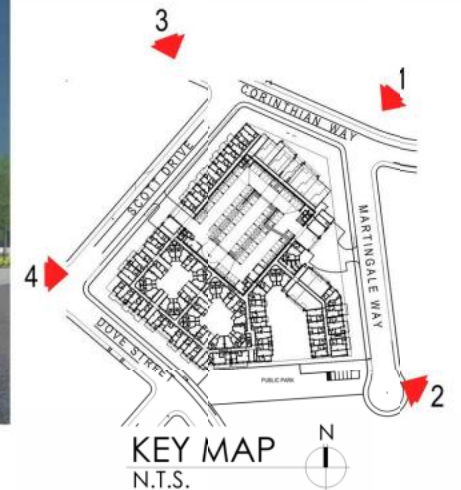 3
1
CORINTHIAN WAY
SCOTT DRIVE
MARTINGALE WAY
4
DOVE STREET
PUBLIC PARK
2
KEY MAP
N
N.T.S.